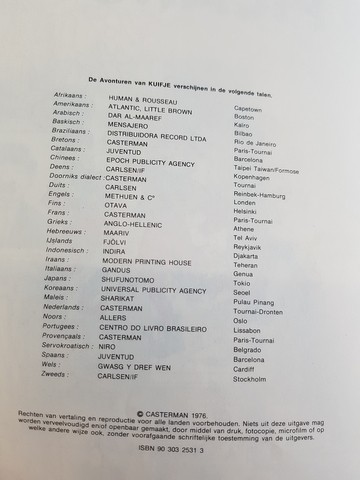 De Avonturen van KUIFJE verschijnen in de volgende talen.
Afrikaans : HUMAN & ROUSSEAU Capetown
Amerikaans : ATLANTIC, LITTLE BROWN Boston
Arabisch : DAR AL-MAAREF Kaïro
Baskisch : MENSAJERO Bilbao
Braziliaans : DISTRIBUIDORA RECORD LTDA Rio de Janeiro
Bretons : CASTERMAN Paris-Tournai
Catalaans : JUVENTUD Barcelona
Chinees : EPOCH PUBLICITY AGENCY Taipei Taiwan/Formose
Deens : CARLSEN/IF Kopenhagen
Doorniks dialect : CASTERMAN Tournai
Duits : CARLSEN Reinbek-Hamburg
Engels : METHUEN & Cº Londen
Fins : OTAVA Helsinki
Frans : CASTERMAN Paris-Tournai
Grieks : ANGLO-HELLENIC Athene
Hebreeuws : MAARIV Tel Aviv
IJslands FJÖLVI Reykjavik
Indonesisch : INDIRA Djakarta
Iraans : MODERN PRINTING HOUSE Teheran
Italiaans : GANDUS Genua
Japans : SHUFUNOTOMO Tokio
Koreaans : UNIVERSAL PUBLICITY AGENCY Seoel
Maleis : SHARIKAT Pulau Pinang
Nederlands : CASTERMAN Tournai-Dronten
Noors : ALLERS Oslo
Portugees : CENTRO DO LIVRO BRASILEIRO Lissabon
Provençaals : CASTERMAN Paris-Tournai
Servokroatisch : NIRO Belgrado
Spaans : JUVENTUD Barcelona
Wels : GWASG Y DREF WEN Cardiff
Zweeds : CARLSEN/IF Stockholm
© CASTERMAN 1976.
Rechten van vertaling en reproductie voor alle landen voorbehouden. Niets uit deze uitgave mag
worden verveelvoudigd en/of openbaar gemaakt, door middel van druk, fotocopie, microfilm of op
welke andere wijze ook, zonder voorafgaande schriftelijke toestemming van de uitgevers.
ISBN 90 303 2531 3